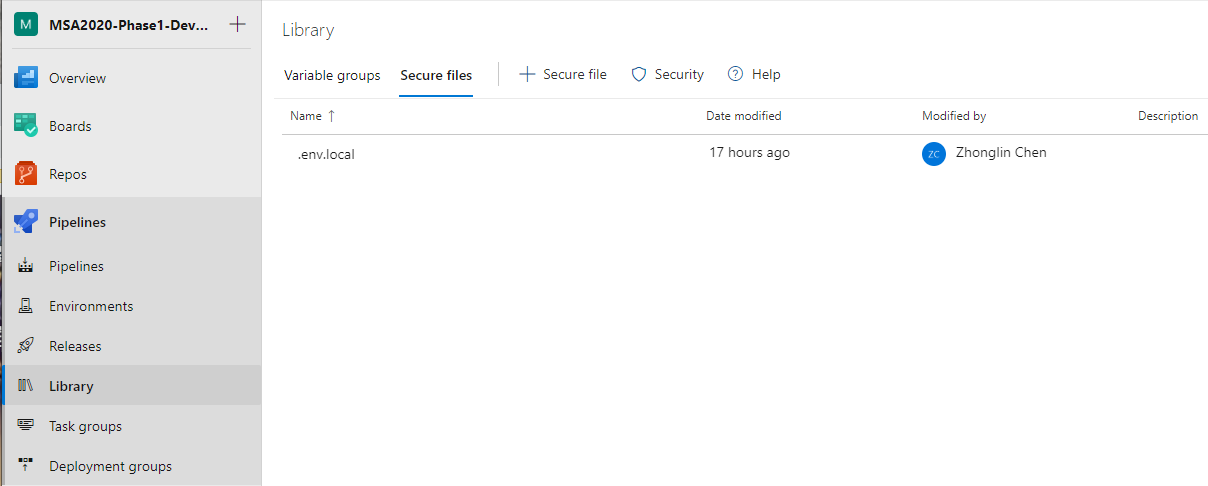 M MSA2020-Phase1-Dev... +
Overview
Boards
Repos
Pipelines
Pipelines
Environments
Releases
Library
Task groups
Deployment groups
Library
Variable groups Secure files + Secure file Security ? Help
Name ↑ Date modified Modified by Description
.env.local 17 hours ago ZC Zhonglin Chen